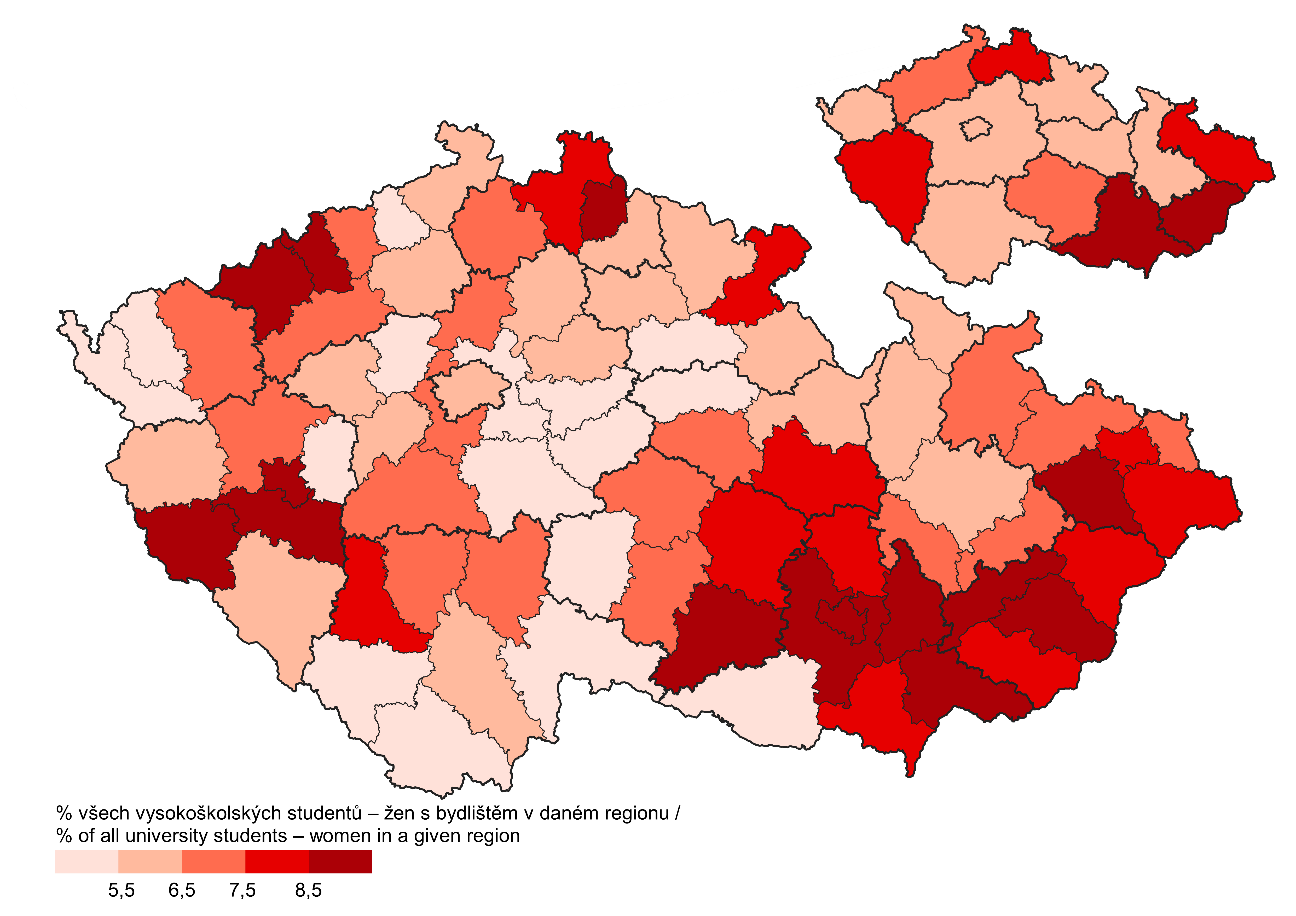 % všech vysokoškolských studentů – žen s bydlištěm v daném regionu /
% of all university students – women in a given region
5,5 6,5 7,5 8,5